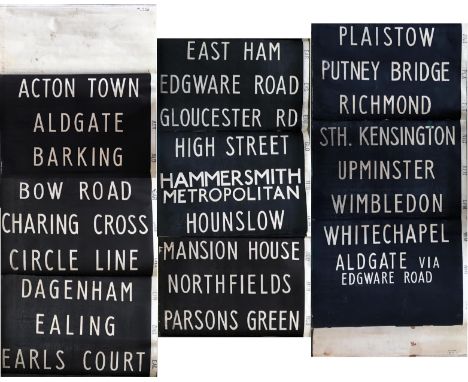 ACTON TOWN
ALDGATE
BARKING
BOW ROAD
CHARING CROSS
CIRCLE LINE
DAGENHAM
EALING
EARLS COURT
EAST HAM
EDGWARE ROAD
GLOUCESTER RD
HIGH STREET
HAMMERSMITH
METROPOLITAN
HOUNSLOW
MANSION HOUSE
NORTHFIELDS
PARSONS GREEN
PLAISTOW
PUTNEY BRIDGE
RICHMOND
STH. KENSINGTON
UPMINSTER
WIMBLEDON
WHITECHAPEL
ALDGATE VIA
EDGWARE ROAD